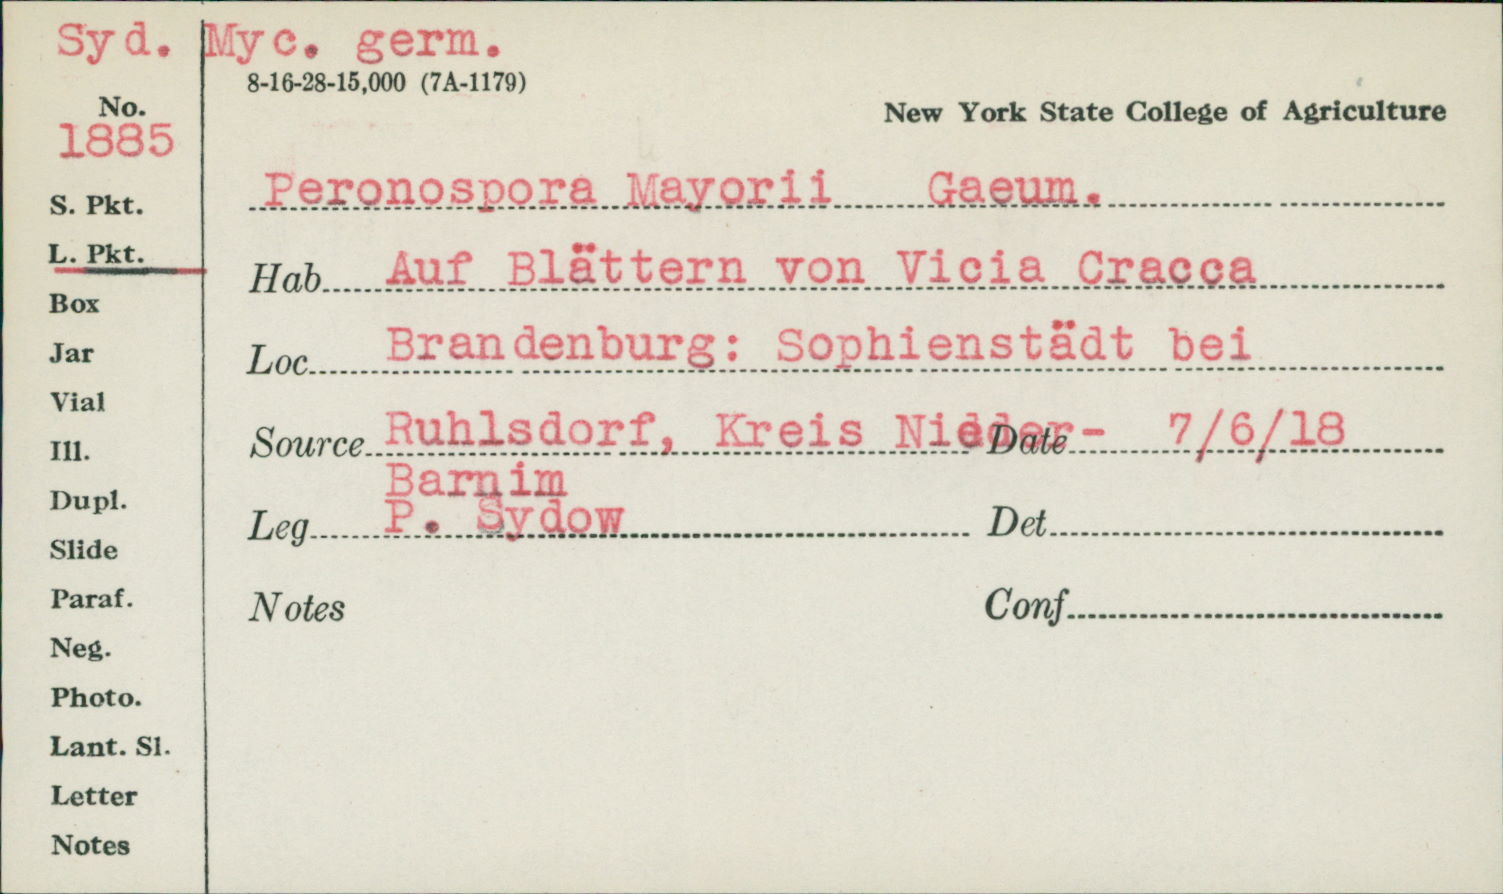 Syd. Myc. germ.
8-16-28-15,000 (7A-1179)
New York State College of Agriculture
No.
1885
S. Pkt.
L. Pkt.
Box
Jar
Vial
Ill.
Dupl.
Slide
Paraf.
Neg.
Photo.
Lant. Sl.
Letter
Notes
Peronospora Mayorii Gaeum.
Hab. Auf Blättern von Vicia Cracca
Loc. Brandenburg: Sophienstädt bei
Source Ruhlsdorf, Kreis Nieder- Date 7/6/18
Barnim
Leg. P. Sydow Det.
Notes Conf.